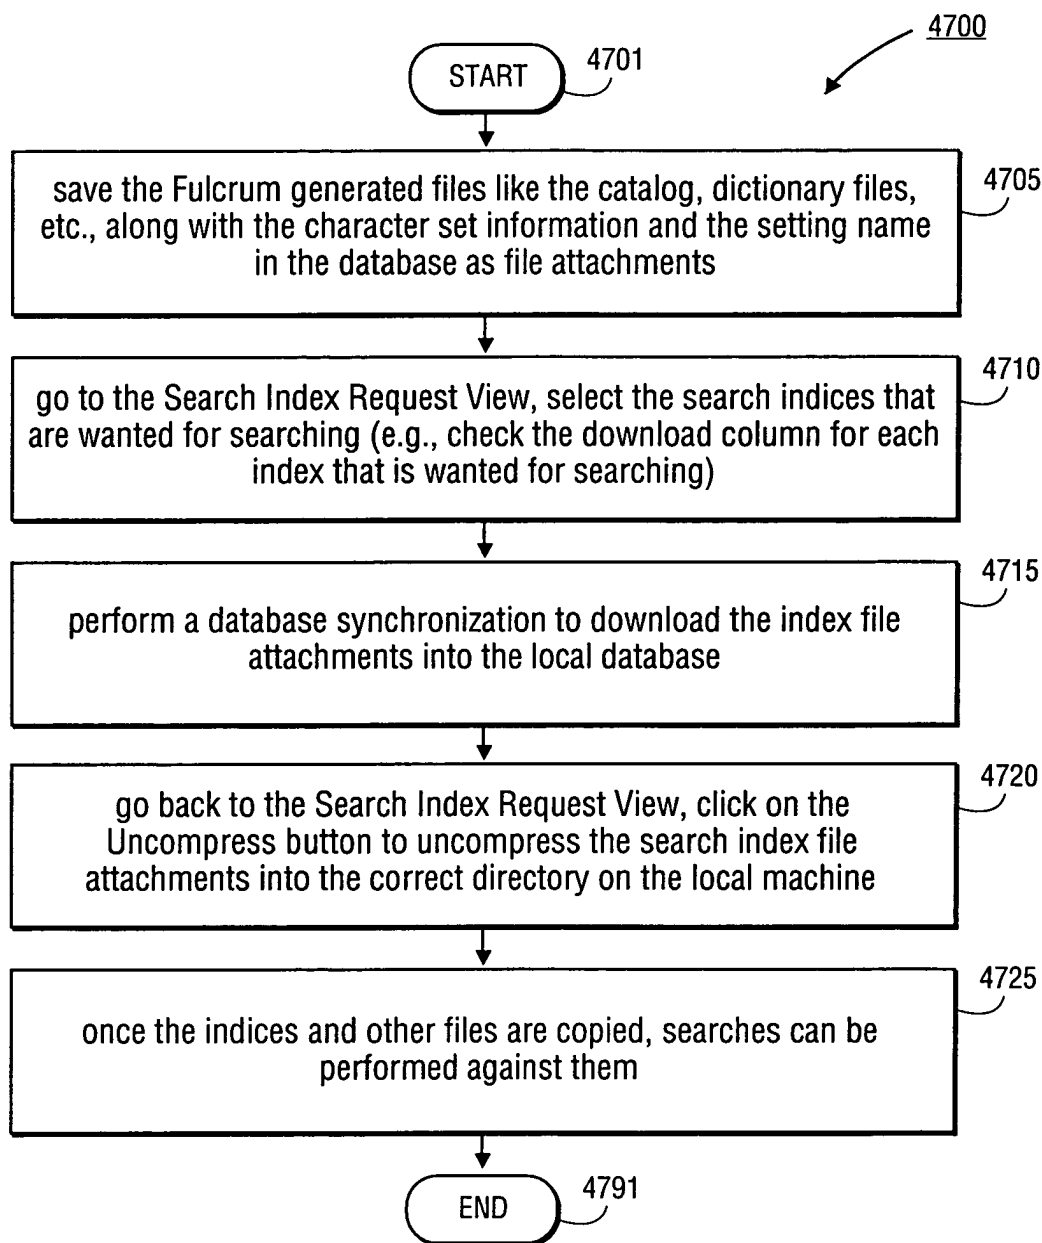 4700
START
4701
save the Fulcrum generated files like the catalog, dictionary files,
etc., along with the character set information and the setting name
in the database as file attachments
4705
go to the Search Index Request View, select the search indices that
are wanted for searching (e.g., check the download column for each
index that is wanted for searching)
4710
perform a database synchronization to download the index file
attachments into the local database
4715
go back to the Search Index Request View, click on the
Uncompress button to uncompress the search index file
attachments into the correct directory on the local machine
4720
once the indices and other files are copied, searches can be
performed against them
4725
END
4791